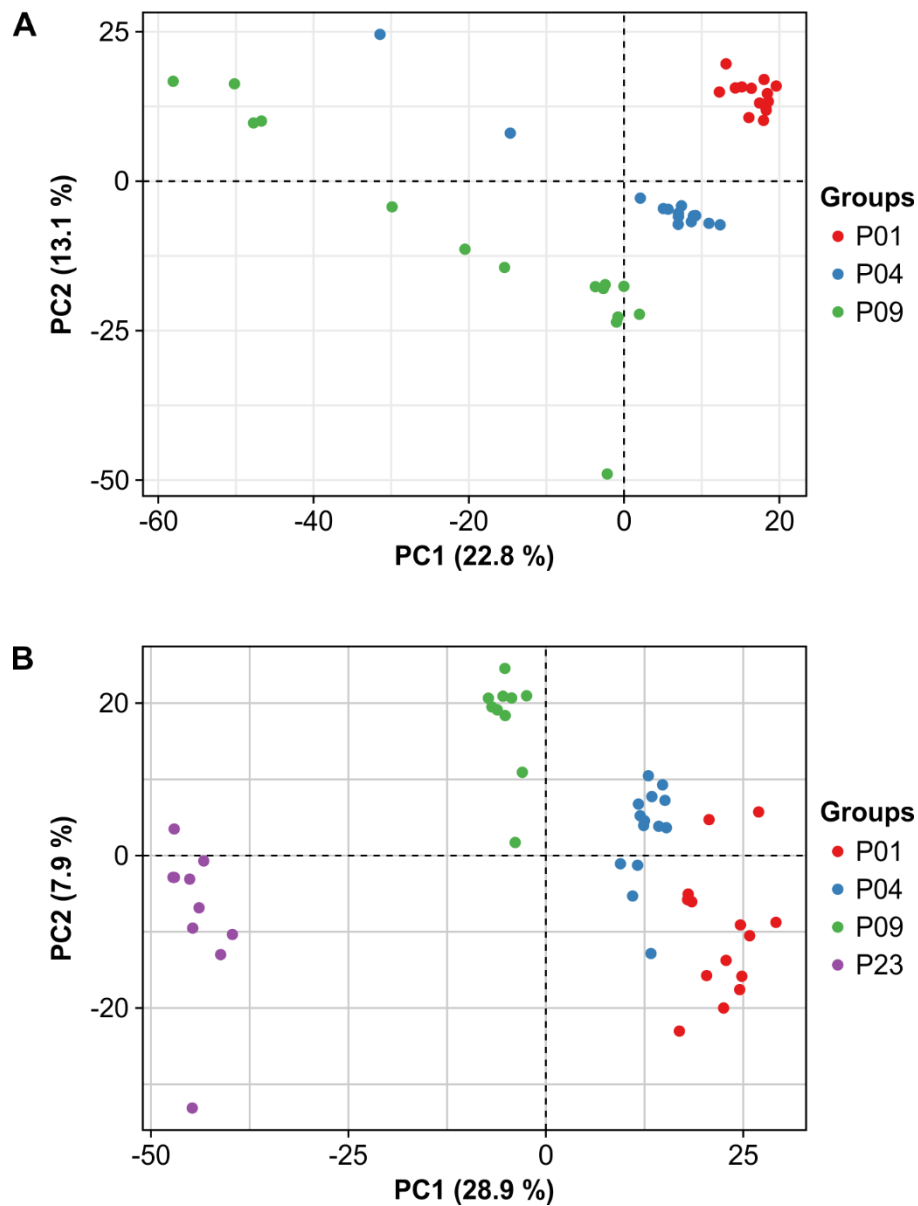 A
25
0
-25
-50
PC2 (13.1 %)
-60
-40
-20
0
20
PC1 (22.8 %)
Groups
P01
P04
P09
B
20
0
-20
PC2 (7.9 %)
-50
-25
0
25
PC1 (28.9 %)
Groups
P01
P04
P09
P23